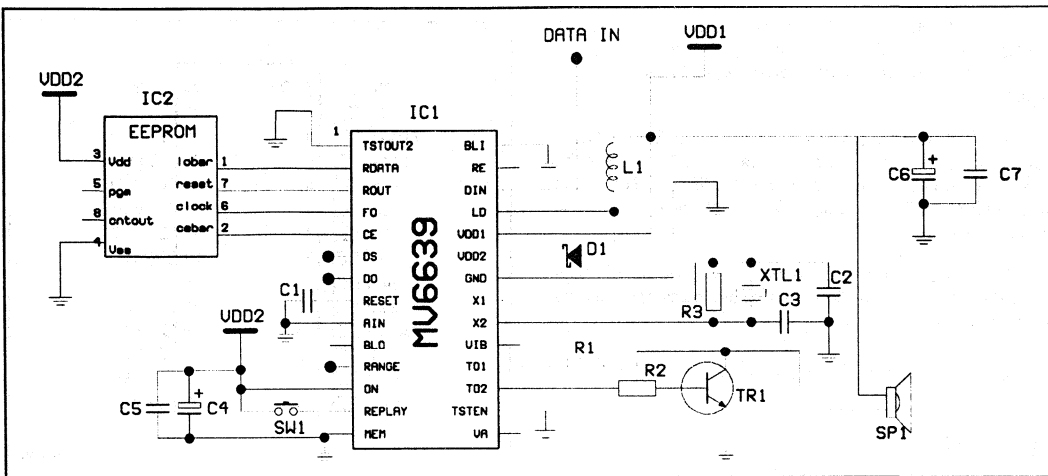 DATA IN
VDD1
VDD2
IC2
EEPROM
3 Vdd
lobar 1
5 pgm
reset 7
8 cntout
clock 6
4 Vss
cebar 2
IC1
MV6639
1 TSTOUT2
RDATA
ROUT
FO
CE
DS
DO
RESET
AIN
BLO
RANGE
ON
REPLAY
MEM
BLI
RE
DIN
LD
VDD1
VDD2
GND
X1
X2
VIB
TO1
TO2
TSTEN
VA
L1
D1
C6 +
C7
R3
XTL1
C3
C2
C1
VDD2
R1
R2
TR1
C5
+
C4
SW1
SP1